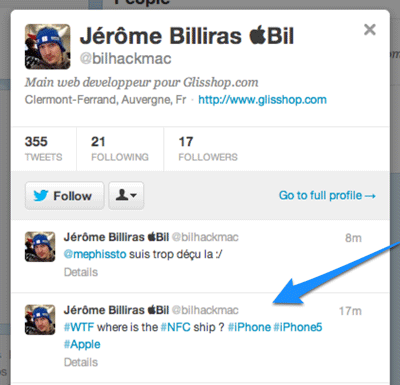 People
Jérôme Billiras Bil
@bilhackmac
Main web developpeur pour Glisshop.com
Clermont-Ferrand, Auvergne, Fr · http://www.glisshop.com
355 21 17
TWEETS FOLLOWING FOLLOWERS
Follow Go to full profile →
Jérôme Billiras Bil @bilhackmac 8m
@mephissto suis trop déçu la :/
Details
Jérôme Billiras Bil @bilhackmac 17m
#WTF where is the #NFC ship ? #iPhone #iPhone5
#Apple
Details